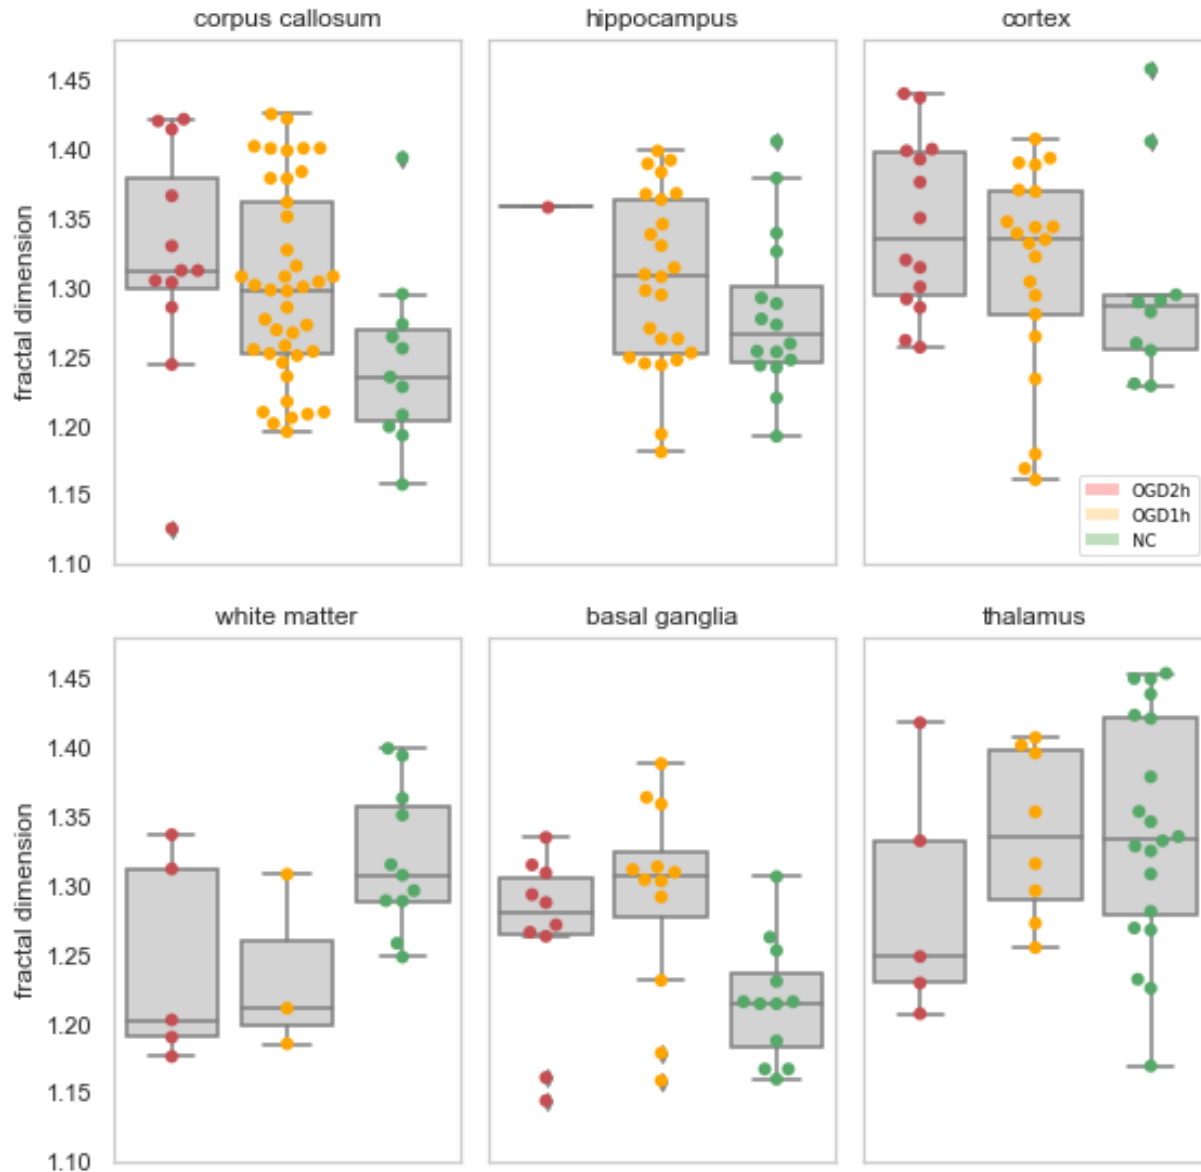 corpus callosum
hippocampus
cortex
fractal dimension
1.45
1.40
1.35
1.30
1.25
1.20
1.15
1.10
OGD2h
OGD1h
NC
white matter
basal ganglia
thalamus
fractal dimension
1.45
1.40
1.35
1.30
1.25
1.20
1.15
1.10